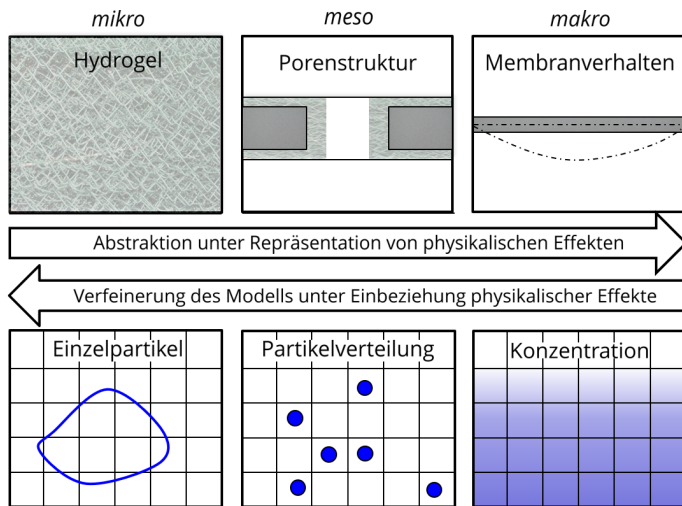 mikro
meso
makro
Hydrogel
Porenstruktur
Membranverhalten
Abstraktion unter Repräsentation von physikalischen Effekten
Verfeinerung des Modells unter Einbeziehung physikalischer Effekte
Einzelpartikel
Partikelverteilung
Konzentration